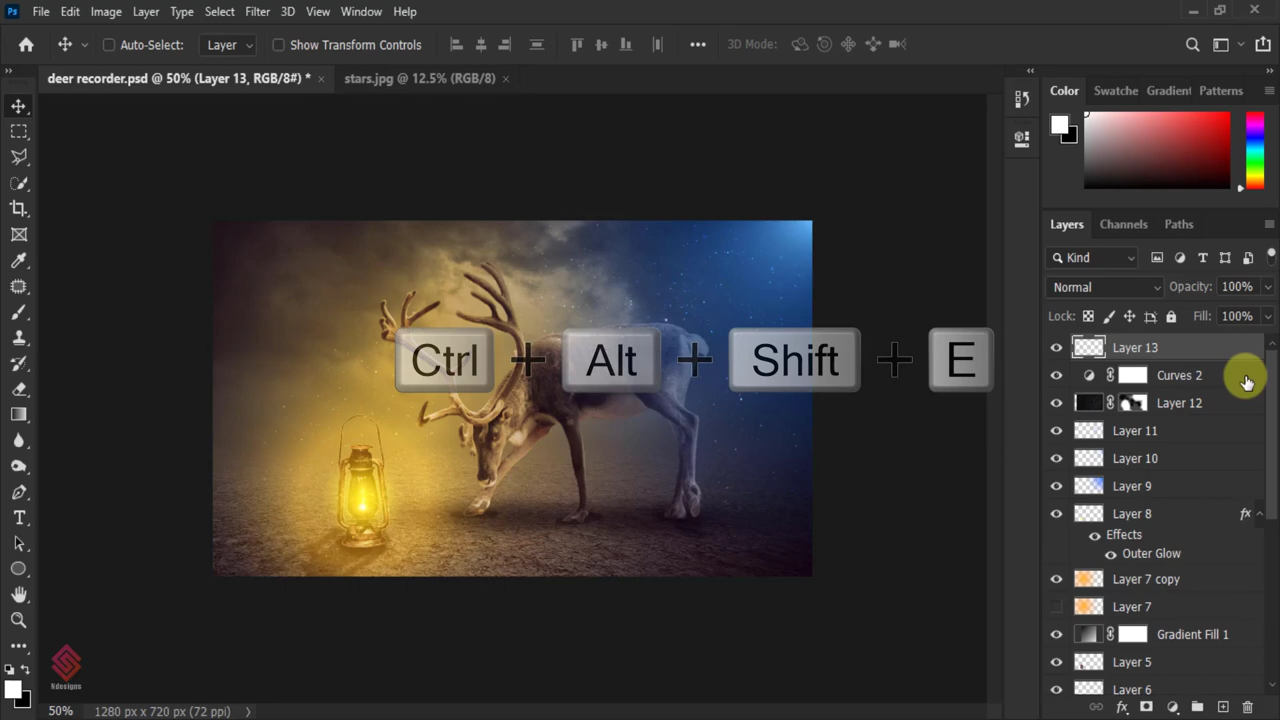 Ps File Edit Image Layer Type Select Filter 3D View Window Help
Auto-Select: Layer Show Transform Controls 3D Mode:
deer recorder.psd @ 50% (Layer 13, RGB/8#) * × stars.jpg @ 12.5% (RGB/8) ×
Color Swatche Gradient Patterns
Layers Channels Paths
Kind
Normal Opacity: 100%
Lock: Fill: 100%
Layer 13
Curves 2
Layer 12
Layer 11
Layer 10
Layer 9
Layer 8 fx
Effects
Outer Glow
Layer 7 copy
Layer 7
Gradient Fill 1
Layer 5
Layer 6
Ctrl + Alt + Shift + E
Ndesigns
50% 1280 px x 720 px (72 ppi)
fx